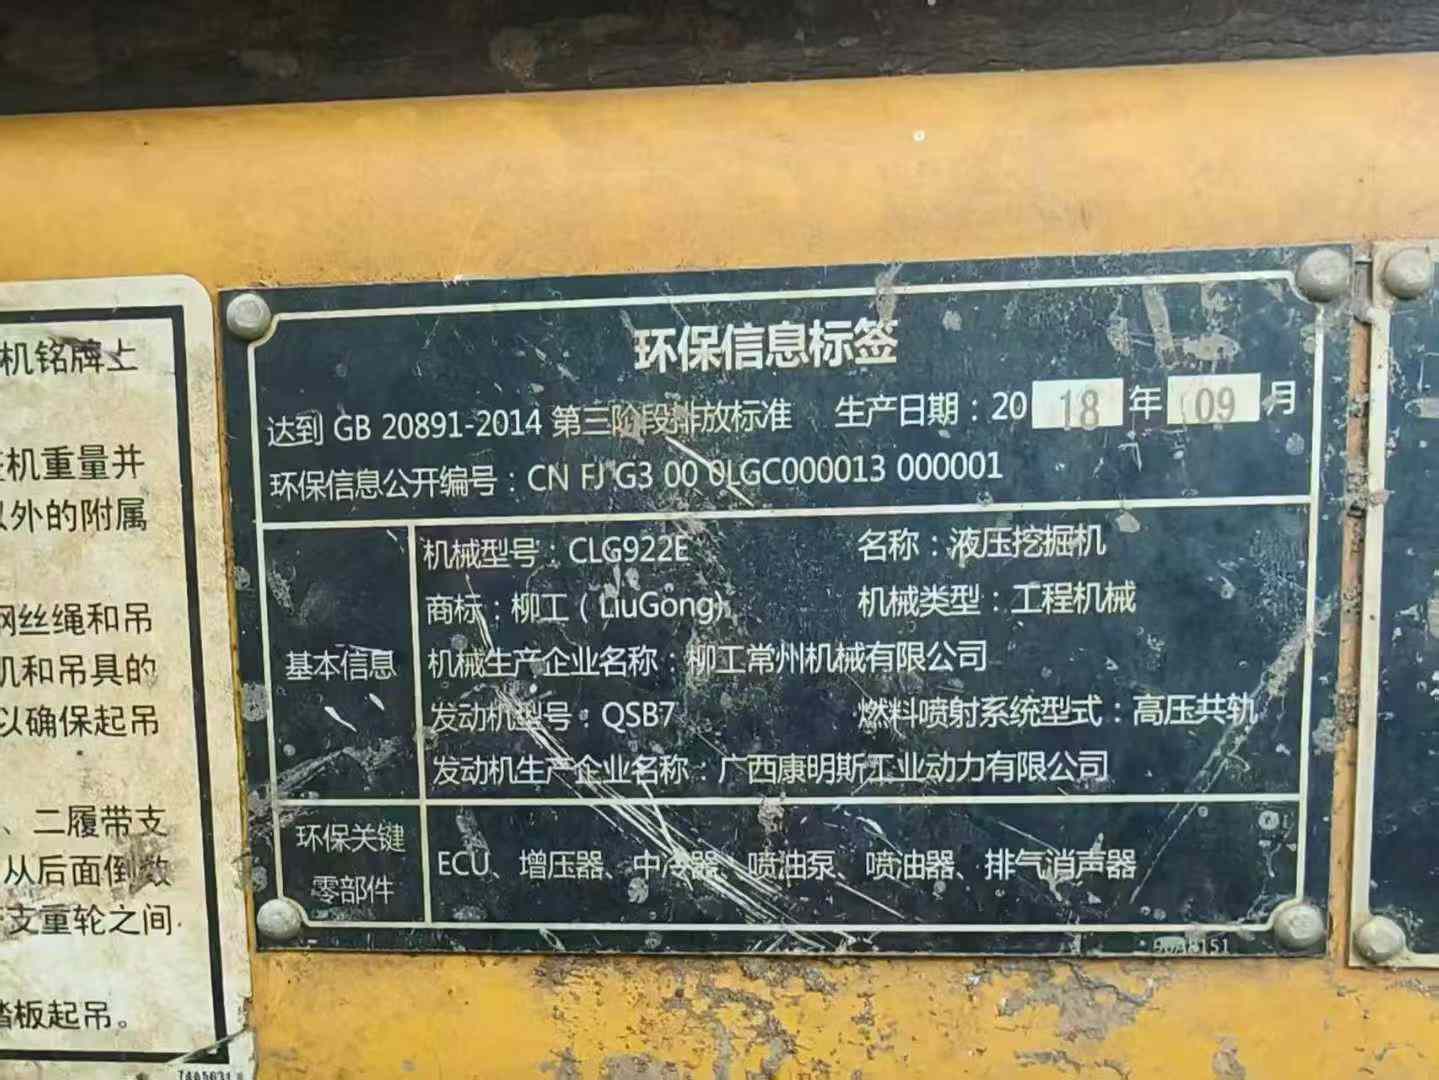 机铭牌上
机重量并
以外的附属
钢丝绳和吊
机和吊具的
以确保起吊
、二履带支
从后面倒数
支重轮之间
踏板起吊。
环保信息标签
达到 GB 20891-2014 第三阶段排放标准 生产日期：2018年09月
环保信息公开编号：CN FJ G3 00 0LGC000013 000001
基本信息
机械型号：CLG922E 名称：液压挖掘机
商标：柳工（LiuGong) 机械类型：工程机械
机械生产企业名称：柳工常州机械有限公司
发动机型号：QSB7 燃料喷射系统型式：高压共轨
发动机生产企业名称：广西康明斯工业动力有限公司
环保关键
零部件
ECU、增压器、中冷器、喷油泵、喷油器、排气消声器